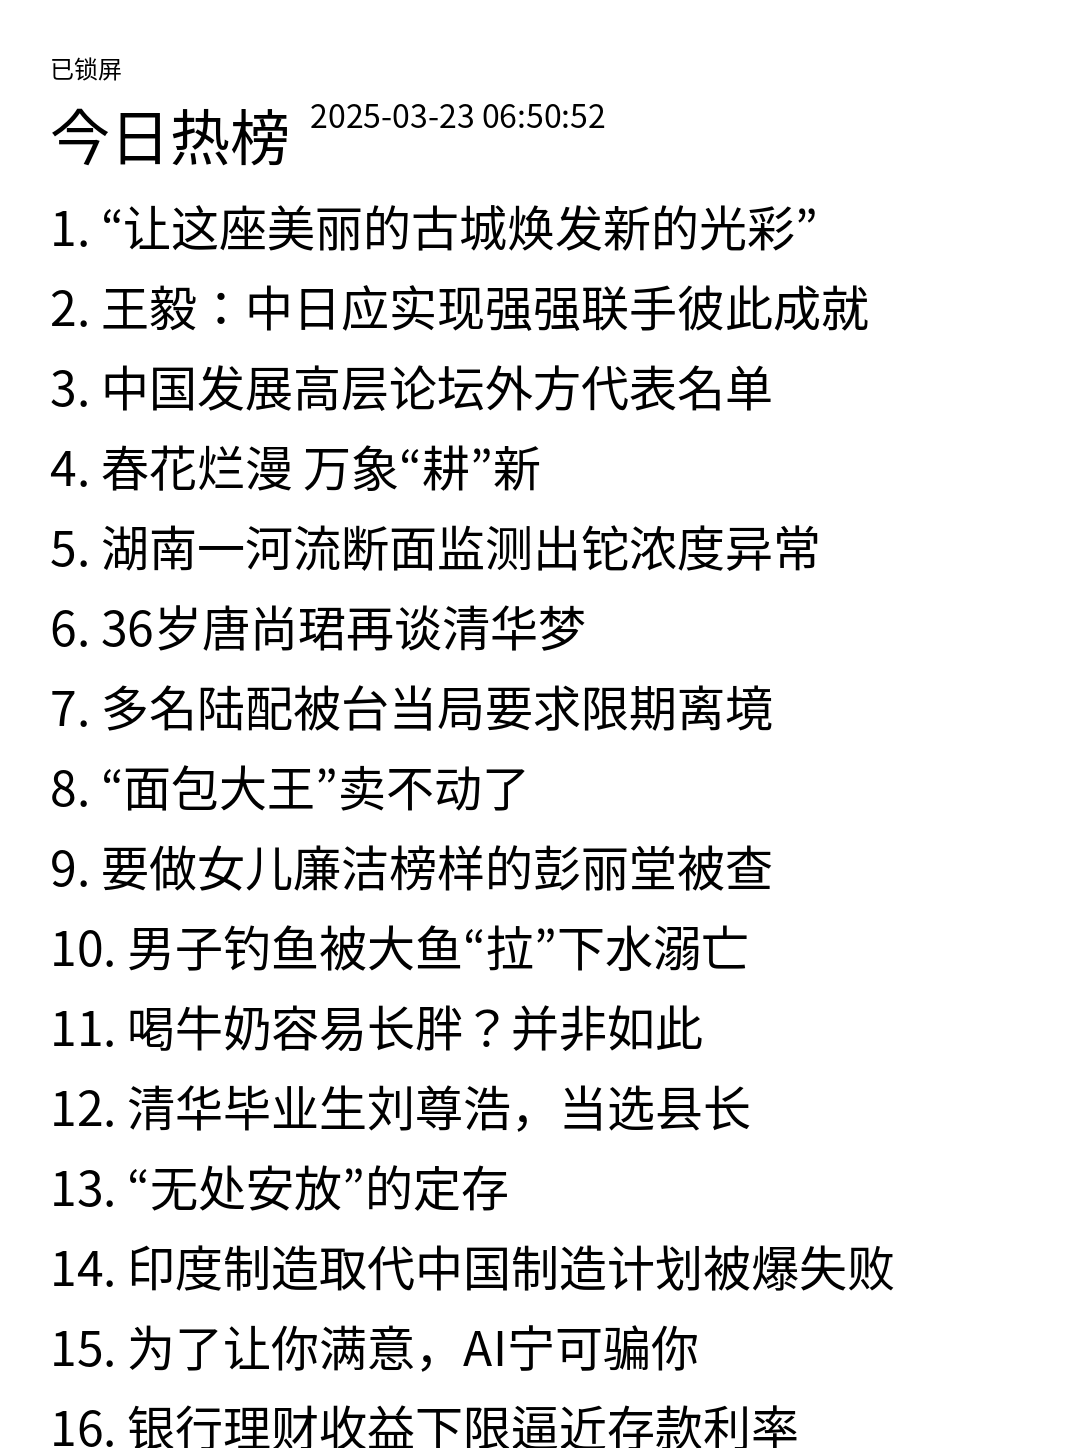 已锁屏
今日热榜 2025-03-23 06:50:52
1. “让这座美丽的古城焕发新的光彩”
2. 王毅：中日应实现强强联手彼此成就
3. 中国发展高层论坛外方代表名单
4. 春花烂漫 万象“耕”新
5. 湖南一河流断面监测出铊浓度异常
6. 36岁唐尚珺再谈清华梦
7. 多名陆配被台当局要求限期离境
8. “面包大王”卖不动了
9. 要做女儿廉洁榜样的彭丽堂被查
10. 男子钓鱼被大鱼“拉”下水溺亡
11. 喝牛奶容易长胖？并非如此
12. 清华毕业生刘尊浩，当选县长
13. “无处安放”的定存
14. 印度制造取代中国制造计划被爆失败
15. 为了让你满意，AI宁可骗你
16. 银行理财收益下限逼近存款利率